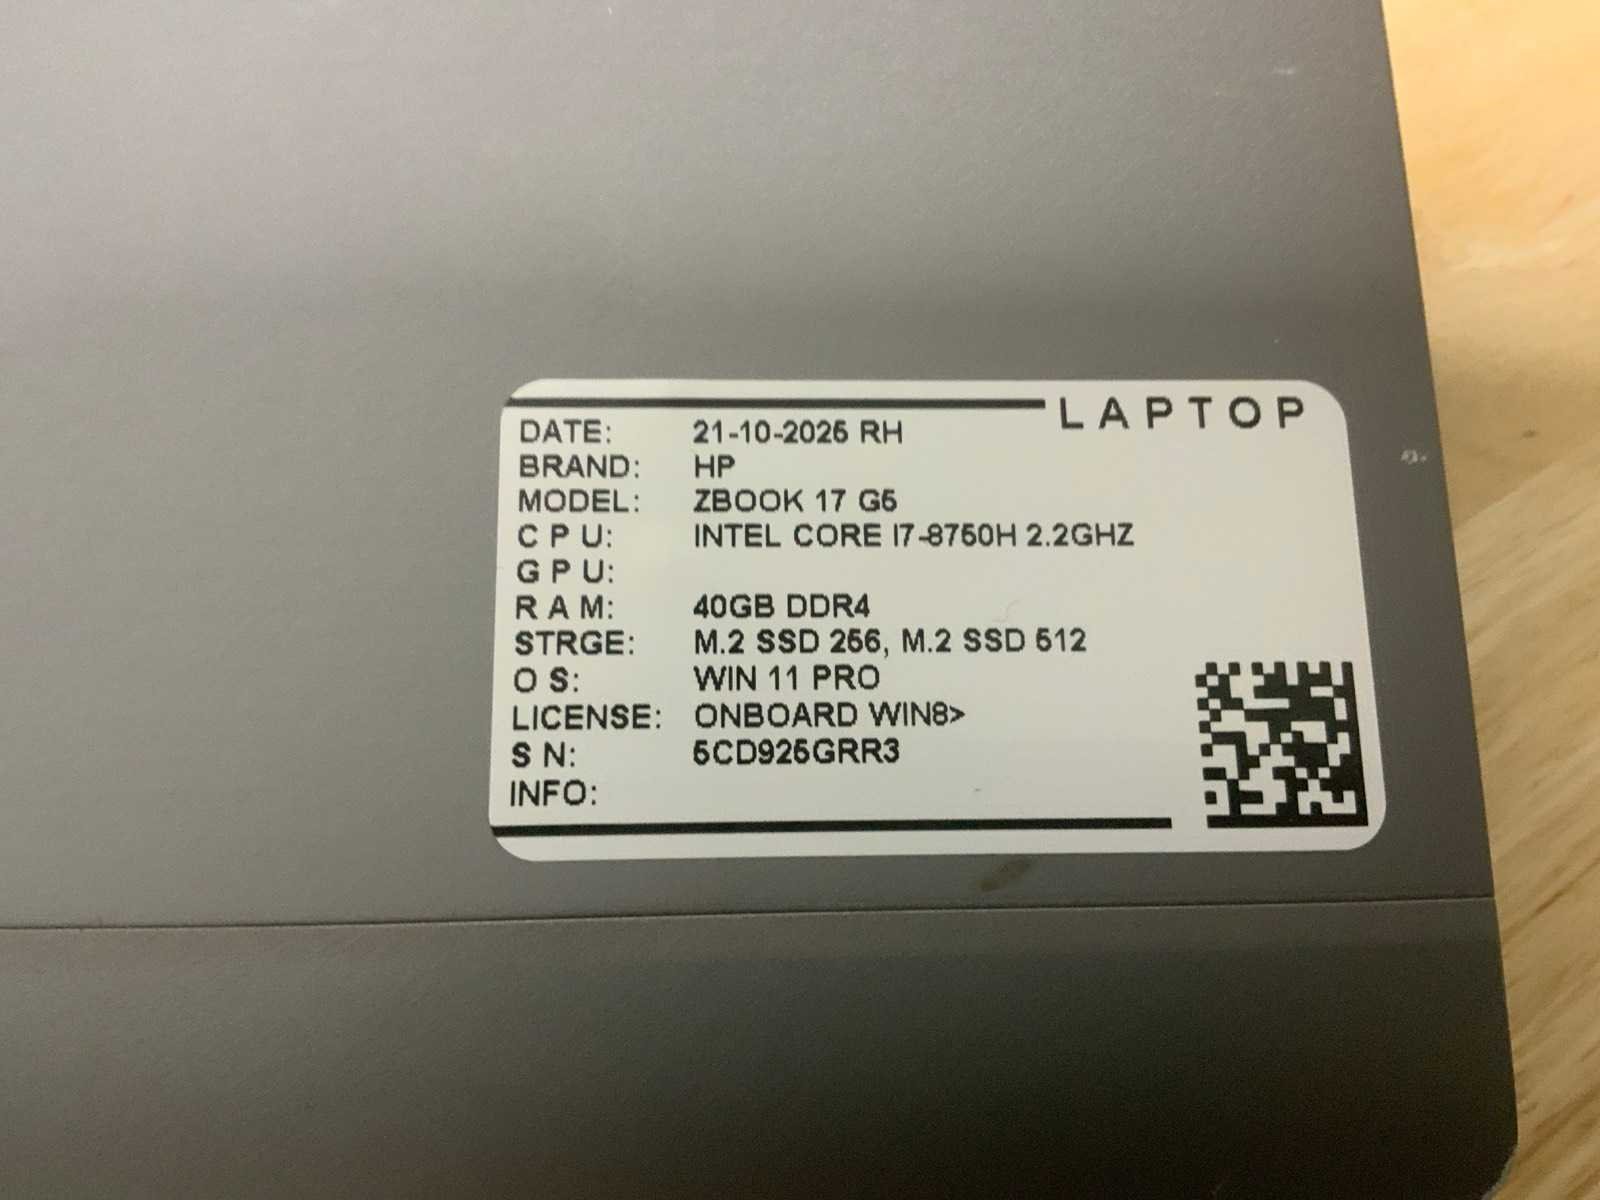 LAPTOP
DATE: 21-10-2025 RH
BRAND: HP
MODEL: ZBOOK 17 G5
C P U: INTEL CORE I7-8750H 2.2GHZ
G P U:
R A M: 40GB DDR4
STRGE: M.2 SSD 256, M.2 SSD 512
O S: WIN 11 PRO
LICENSE: ONBOARD WIN8>
S N: 5CD925GRR3
INFO: